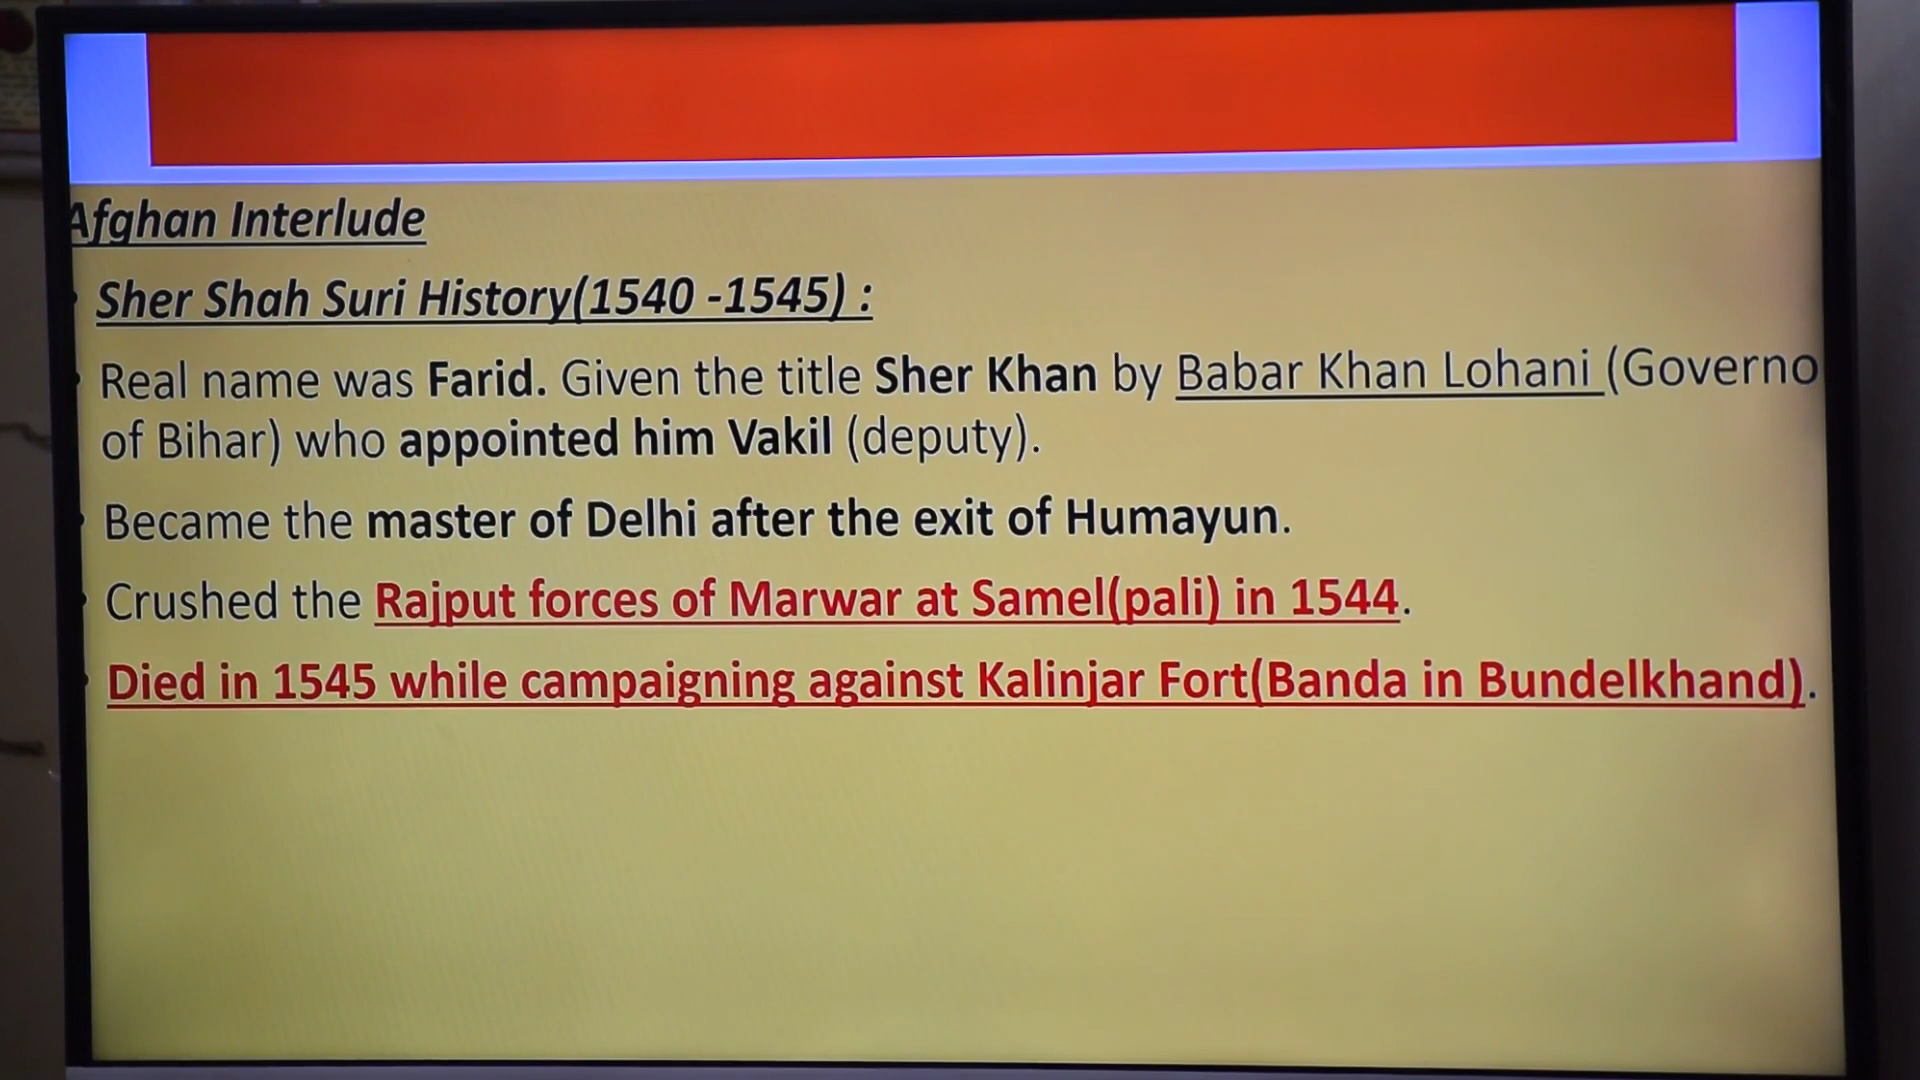 Afghan Interlude
Sher Shah Suri History(1540 -1545) :
Real name was Farid. Given the title Sher Khan by Babar Khan Lohani (Governo
of Bihar) who appointed him Vakil (deputy).
Became the master of Delhi after the exit of Humayun.
Crushed the Rajput forces of Marwar at Samel(pali) in 1544.
Died in 1545 while campaigning against Kalinjar Fort(Banda in Bundelkhand).